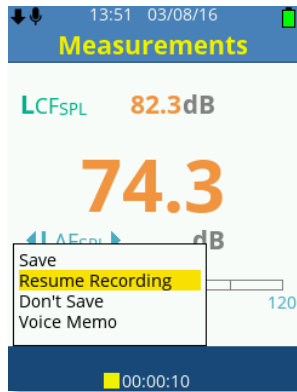 13:51 03/08/16
Measurements
LCFSPL 82.3dB
74.3
LAFSPL dB
120
Save
Resume Recording
Don't Save
Voice Memo
00:00:10